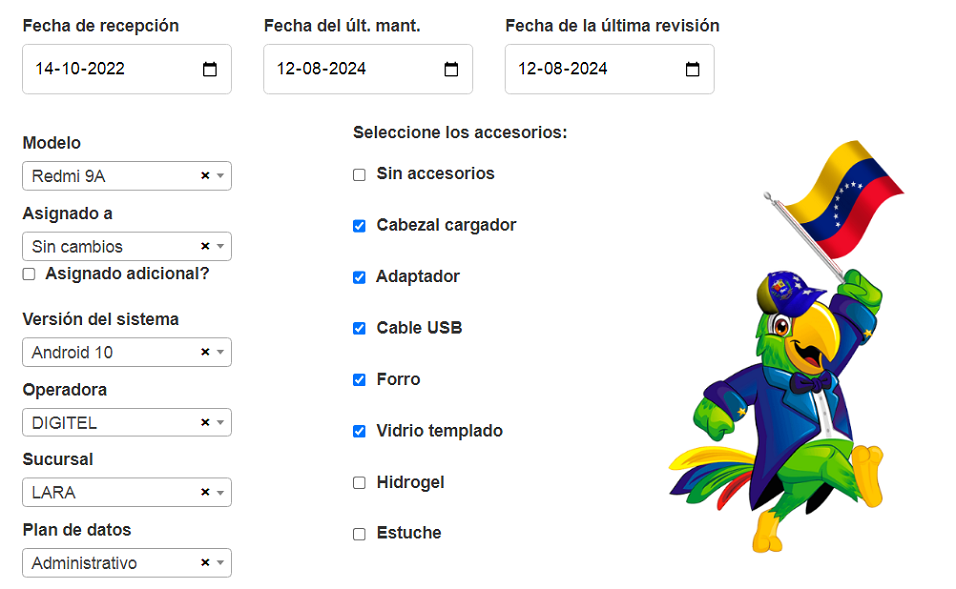 Fecha de recepción
Fecha del últ. mant.
Fecha de la última revisión
14-10-2022
12-08-2024
12-08-2024
Modelo
Redmi 9A
Asignado a
Sin cambios
Asignado adicional?
Versión del sistema
Android 10
Operadora
DIGITEL
Sucursal
LARA
Plan de datos
Administrativo
Seleccione los accesorios:
Sin accesorios
Cabezal cargador
Adaptador
Cable USB
Forro
Vidrio templado
Hidrogel
Estuche